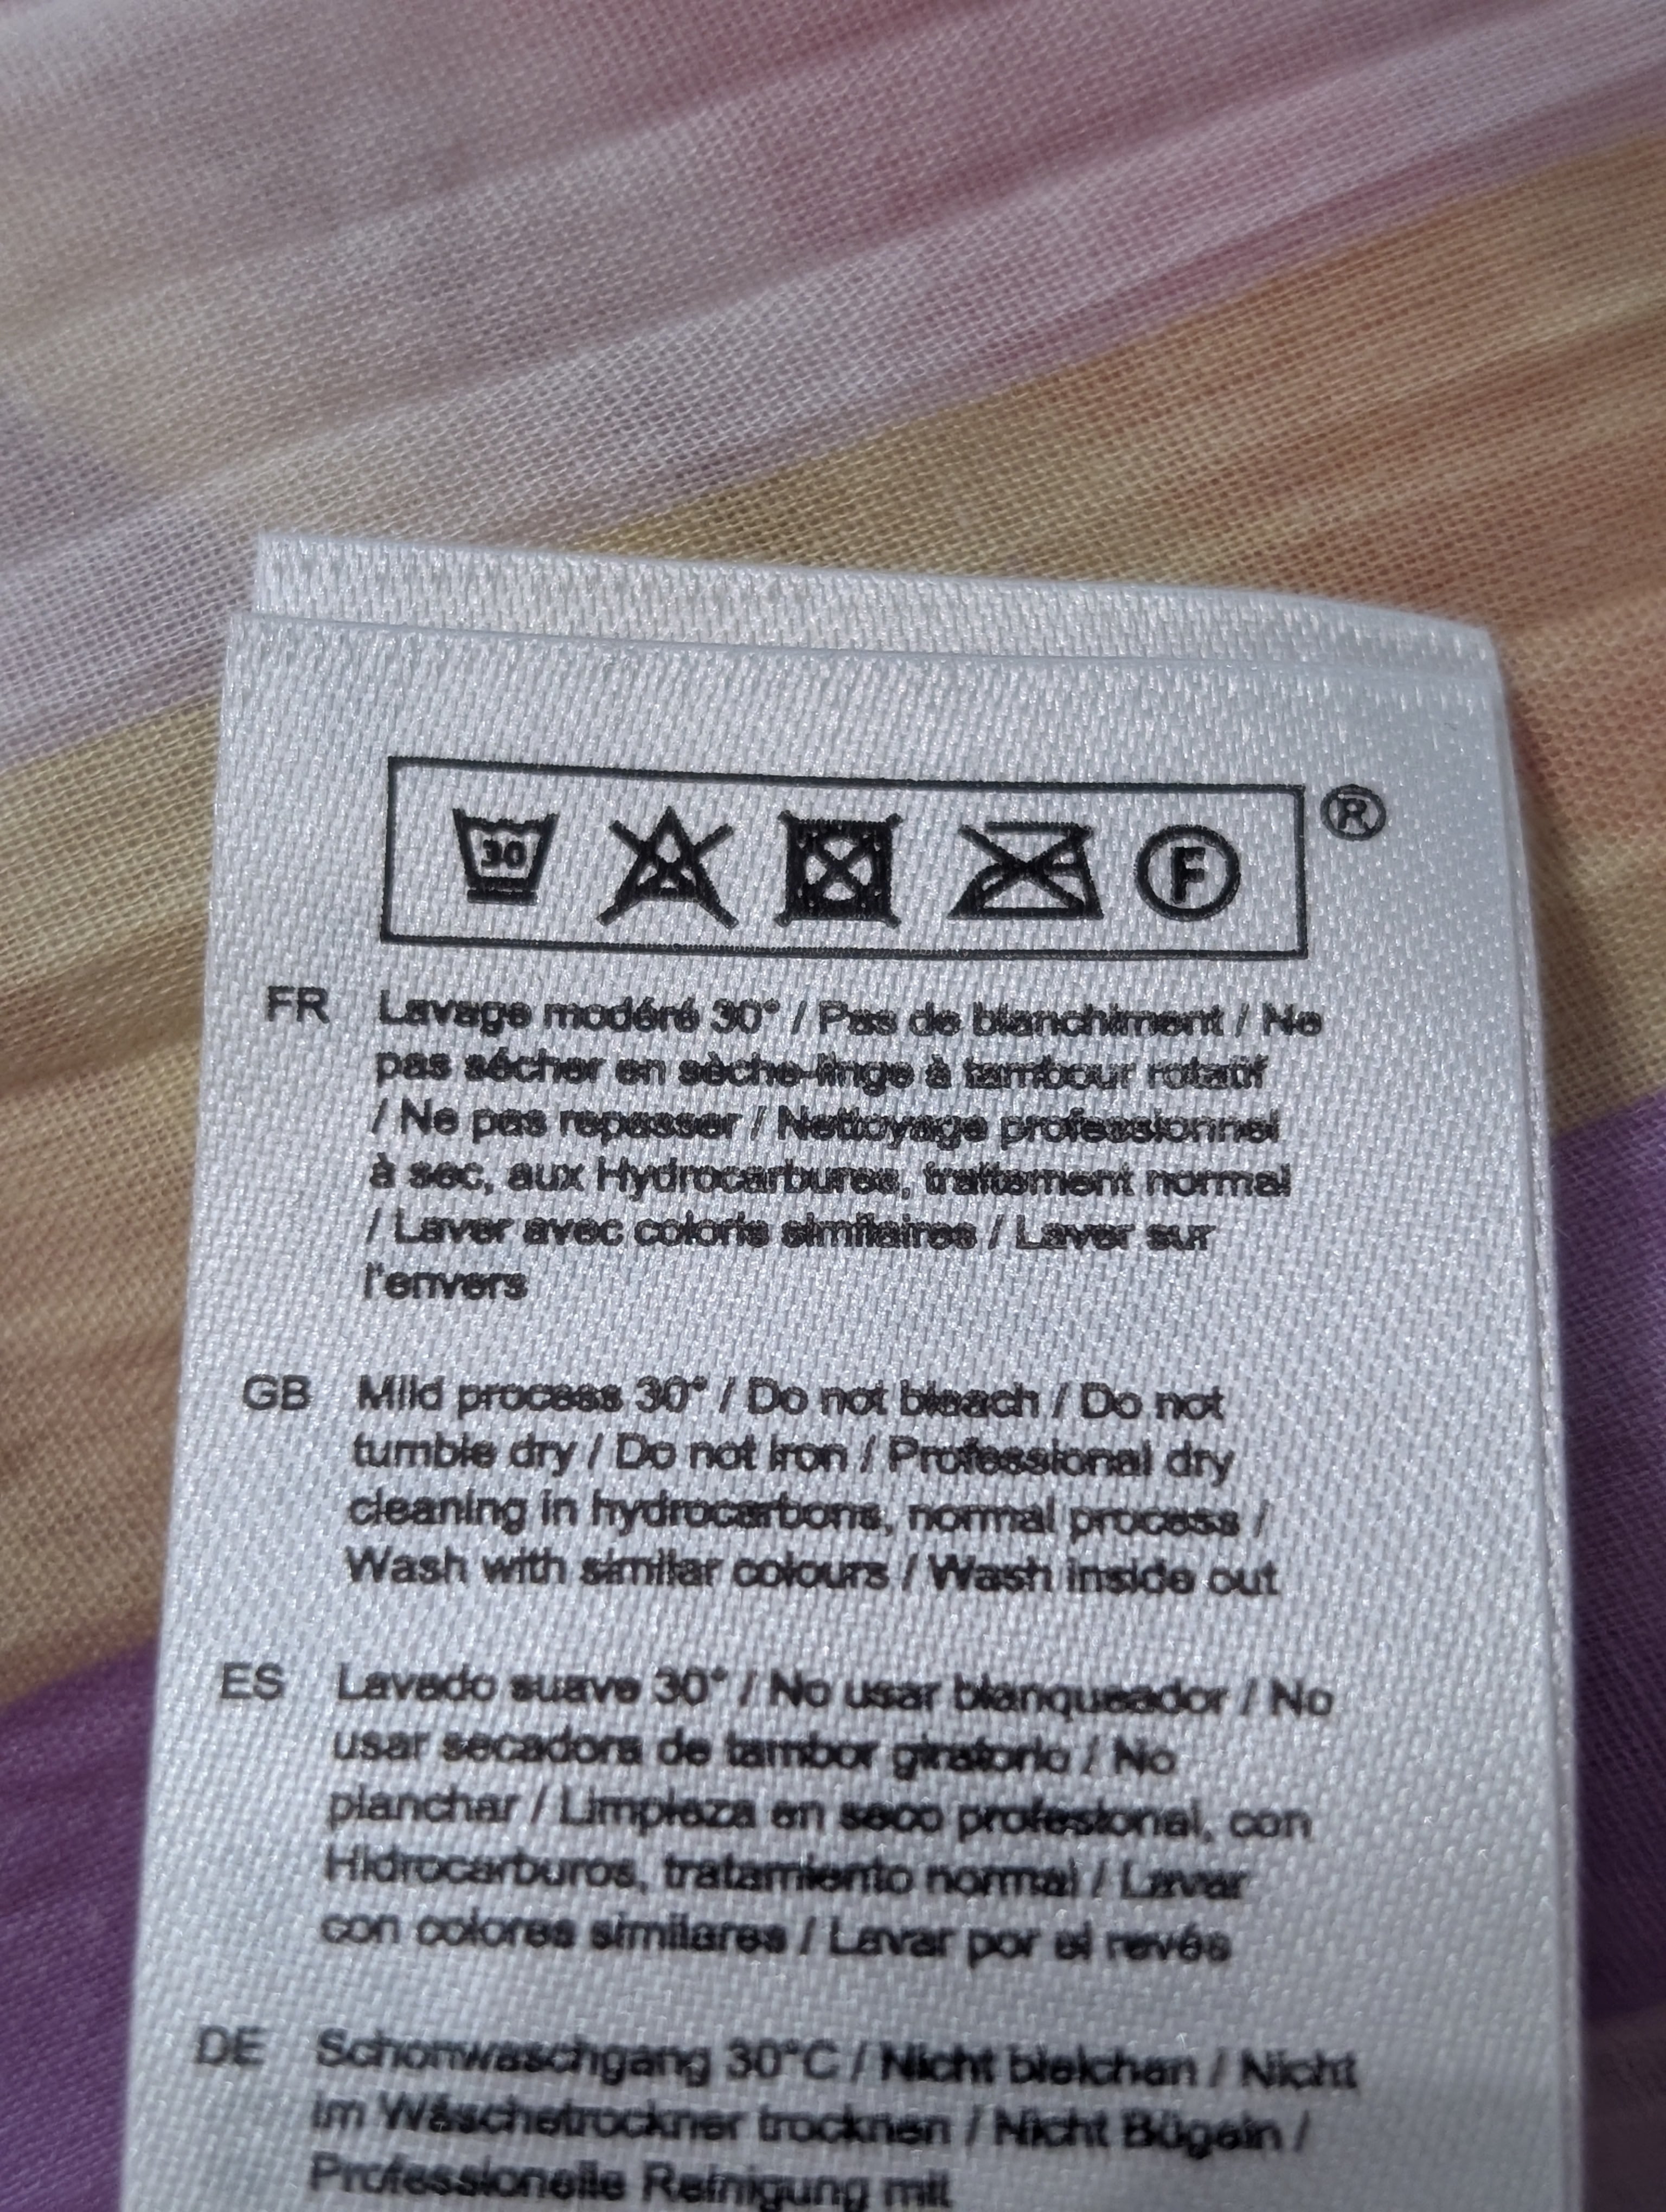 30 F ®
FR Lavage modéré 30° / Pas de blanchiment / Ne
pas sécher en sèche-linge à tambour rotatif
/ Ne pas repasser / Nettoyage professionnel
à sec, aux Hydrocarbures, traitement normal
/ Laver avec coloris similaires / Laver sur
l'envers
GB Mild process 30° / Do not bleach / Do not
tumble dry / Do not iron / Professional dry
cleaning in hydrocarbons, normal process /
Wash with similar colours / Wash inside out
ES Lavado suave 30° / No usar blanqueador / No
usar secadora de tambor giratorio / No
planchar / Limpieza en seco profesional, con
Hidrocarburos, tratamiento normal / Lavar
con colores similares / Lavar por el revés
DE Schonwaschgang 30°C / Nicht bleichen / Nicht
im Wäschetrockner trocknen / Nicht Bügeln /
Professionelle Reinigung mit